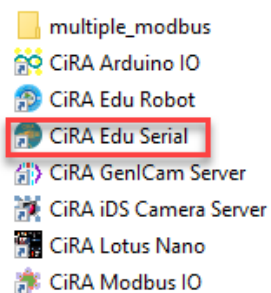 multiple_modbus
CiRA Arduino IO
CiRA Edu Robot
CiRA Edu Serial
CiRA GenICam Server
CiRA iDS Camera Server
CiRA Lotus Nano
CiRA Modbus IO